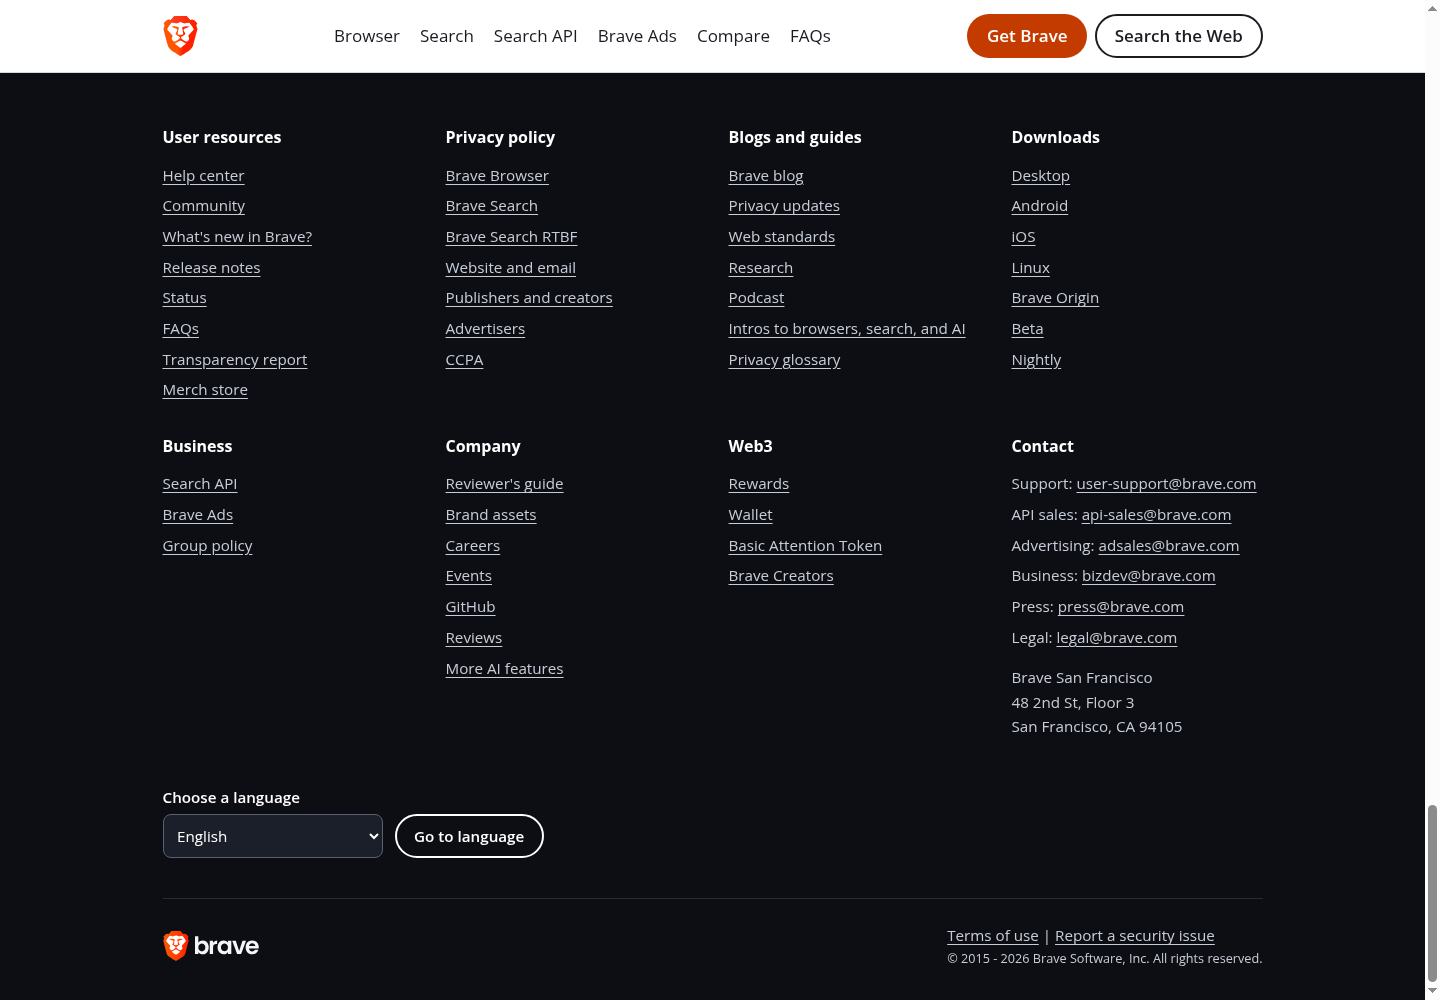 Browser
Search
Search API
Brave Ads
Compare
FAQs
Get Brave
Search the Web
User resources
Help center
Community
What's new in Brave?
Release notes
Status
FAQs
Transparency report
Merch store
Privacy policy
Brave Browser
Brave Search
Brave Search RTBF
Website and email
Publishers and creators
Advertisers
CCPA
Blogs and guides
Brave blog
Privacy updates
Web standards
Research
Podcast
Intros to browsers, search, and AI
Privacy glossary
Downloads
Desktop
Android
iOS
Linux
Brave Origin
Beta
Nightly
Business
Search API
Brave Ads
Group policy
Company
Reviewer's guide
Brand assets
Careers
Events
GitHub
Reviews
More AI features
Web3
Rewards
Wallet
Basic Attention Token
Brave Creators
Contact
Support: user-support@brave.com
API sales: api-sales@brave.com
Advertising: adsales@brave.com
Business: bizdev@brave.com
Press: press@brave.com
Legal: legal@brave.com
Brave San Francisco
48 2nd St, Floor 3
San Francisco, CA 94105
Choose a language
English
Go to language
brave
Terms of use | Report a security issue
© 2015 - 2026 Brave Software, Inc. All rights reserved.